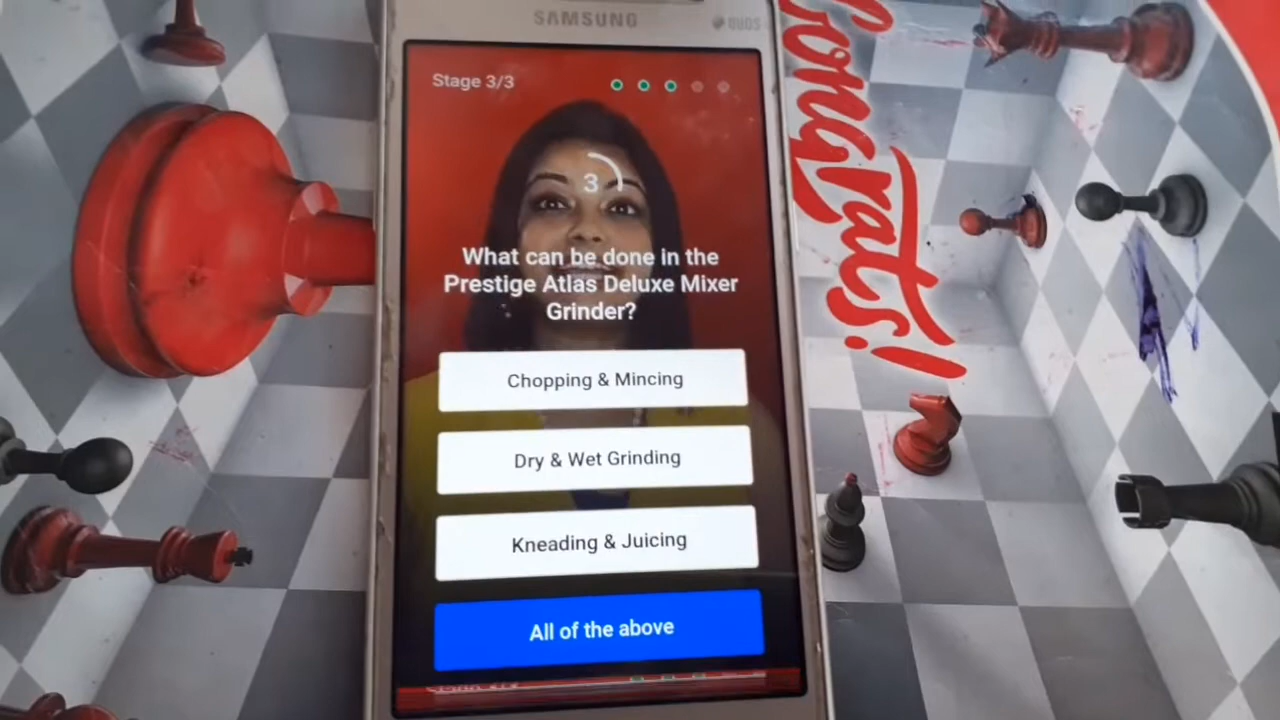 SAMSUNG
DUOS
Stage 3/3
3
What can be done in the
Prestige Atlas Deluxe Mixer
Grinder?
Chopping & Mincing
Dry & Wet Grinding
Kneading & Juicing
All of the above
Congrats!